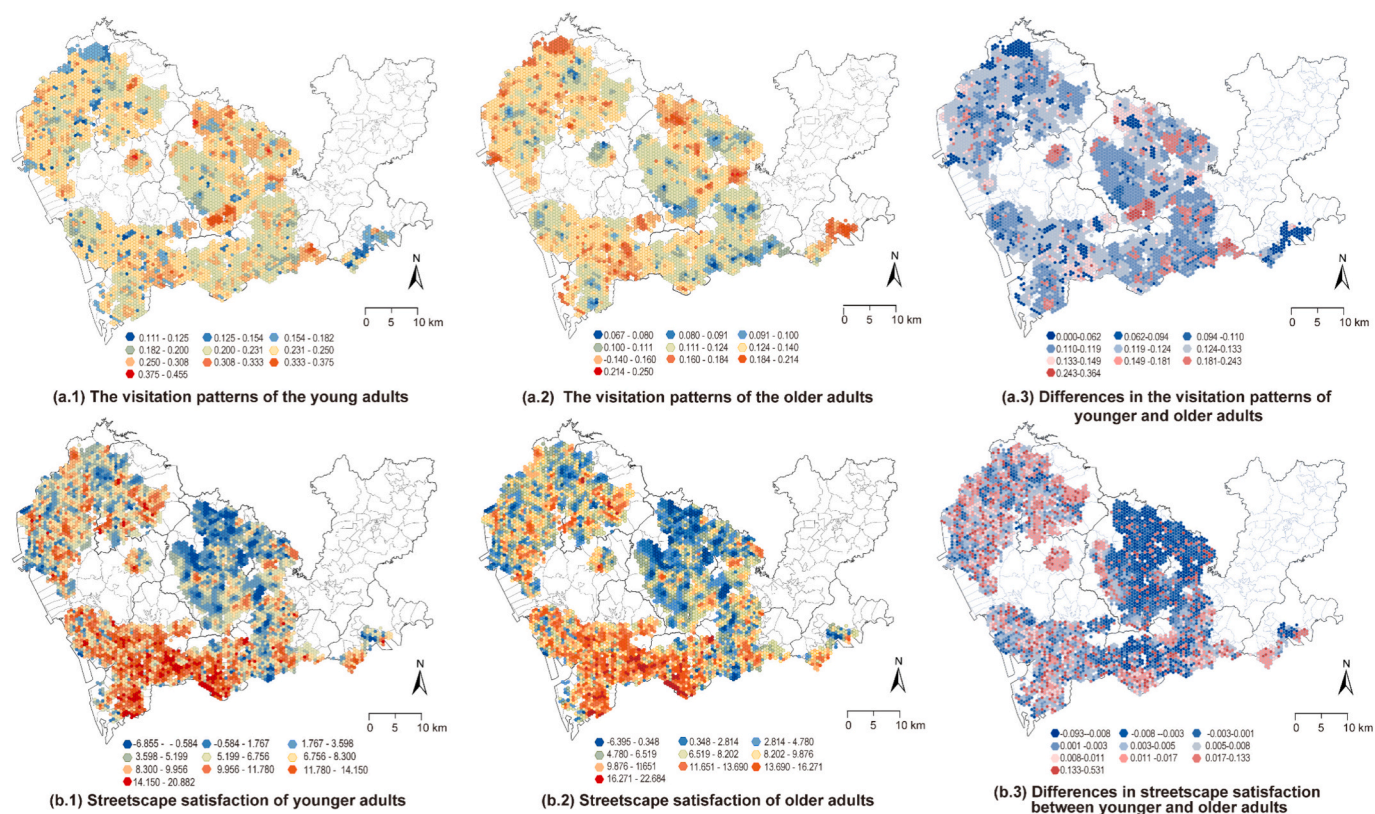 N
0 5 10 km
0.111 - 0.125 0.125 - 0.154 0.154 - 0.182
0.182 - 0.200 0.200 - 0.231 0.231 - 0.250
0.250 - 0.308 0.308 - 0.333 0.333 - 0.375
0.375 - 0.455
(a.1) The visitation patterns of the young adults
N
0 5 10 km
0.067 - 0.080 0.080 - 0.091 0.091 - 0.100
0.100 - 0.111 0.111 - 0.124 0.124 - 0.140
-0.140 - 0.160 0.160 - 0.184 0.184 - 0.214
0.214 - 0.250
(a.2) The visitation patterns of the older adults
N
0 5 10 km
0.000-0.062 0.062-0.094 0.094 -0.110
0.110-0.119 0.119 -0.124 0.124-0.133
0.133-0.149 0.149 -0.181 0.181-0.243
0.243-0.364
(a.3) Differences in the visitation patterns of
younger and older adults
N
0 5 10 km
-6.855 - - 0.584 -0.584 - 1.767 1.767 - 3.598
3.598 - 5.199 5.199 - 6.756 6.756 - 8.300
8.300 - 9.956 9.956 - 11.780 11.780 - 14.150
14.150 - 20.882
(b.1) Streetscape satisfaction of younger adults
N
0 5 10 km
-6.395 - 0.348 0.348 - 2.814 2.814 - 4.780
4.780 - 6.519 6.519 - 8.202 8.202 - 9.876
9.876 - 11651 11.651 - 13.690 13.690 - 16.271
16.271 - 22.684
(b.2) Streetscape satisfaction of older adults
N
0 5 10 km
-0.093--0.008 -0.008 --0.003 -0.003-0.001
0.001 -0.003 0.003-0.005 0.005-0.008
0.008-0.011 0.011 -0.017 0.017-0.133
0.133-0.531
(b.3) Differences in streetscape satisfaction
between younger and older adults